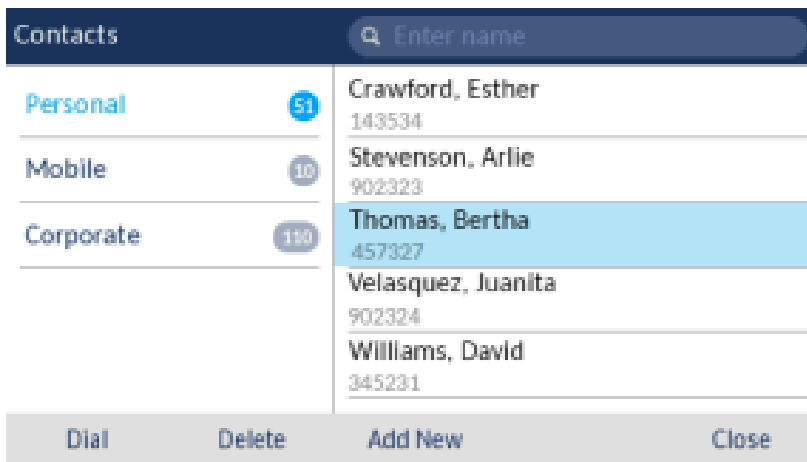 Contacts
Enter name
Personal 51
Mobile 10
Corporate 110
Crawford, Esther
143534
Stevenson, Arlie
902323
Thomas, Bertha
457327
Velasquez, Juanita
902324
Williams, David
345231
Dial Delete Add New Close